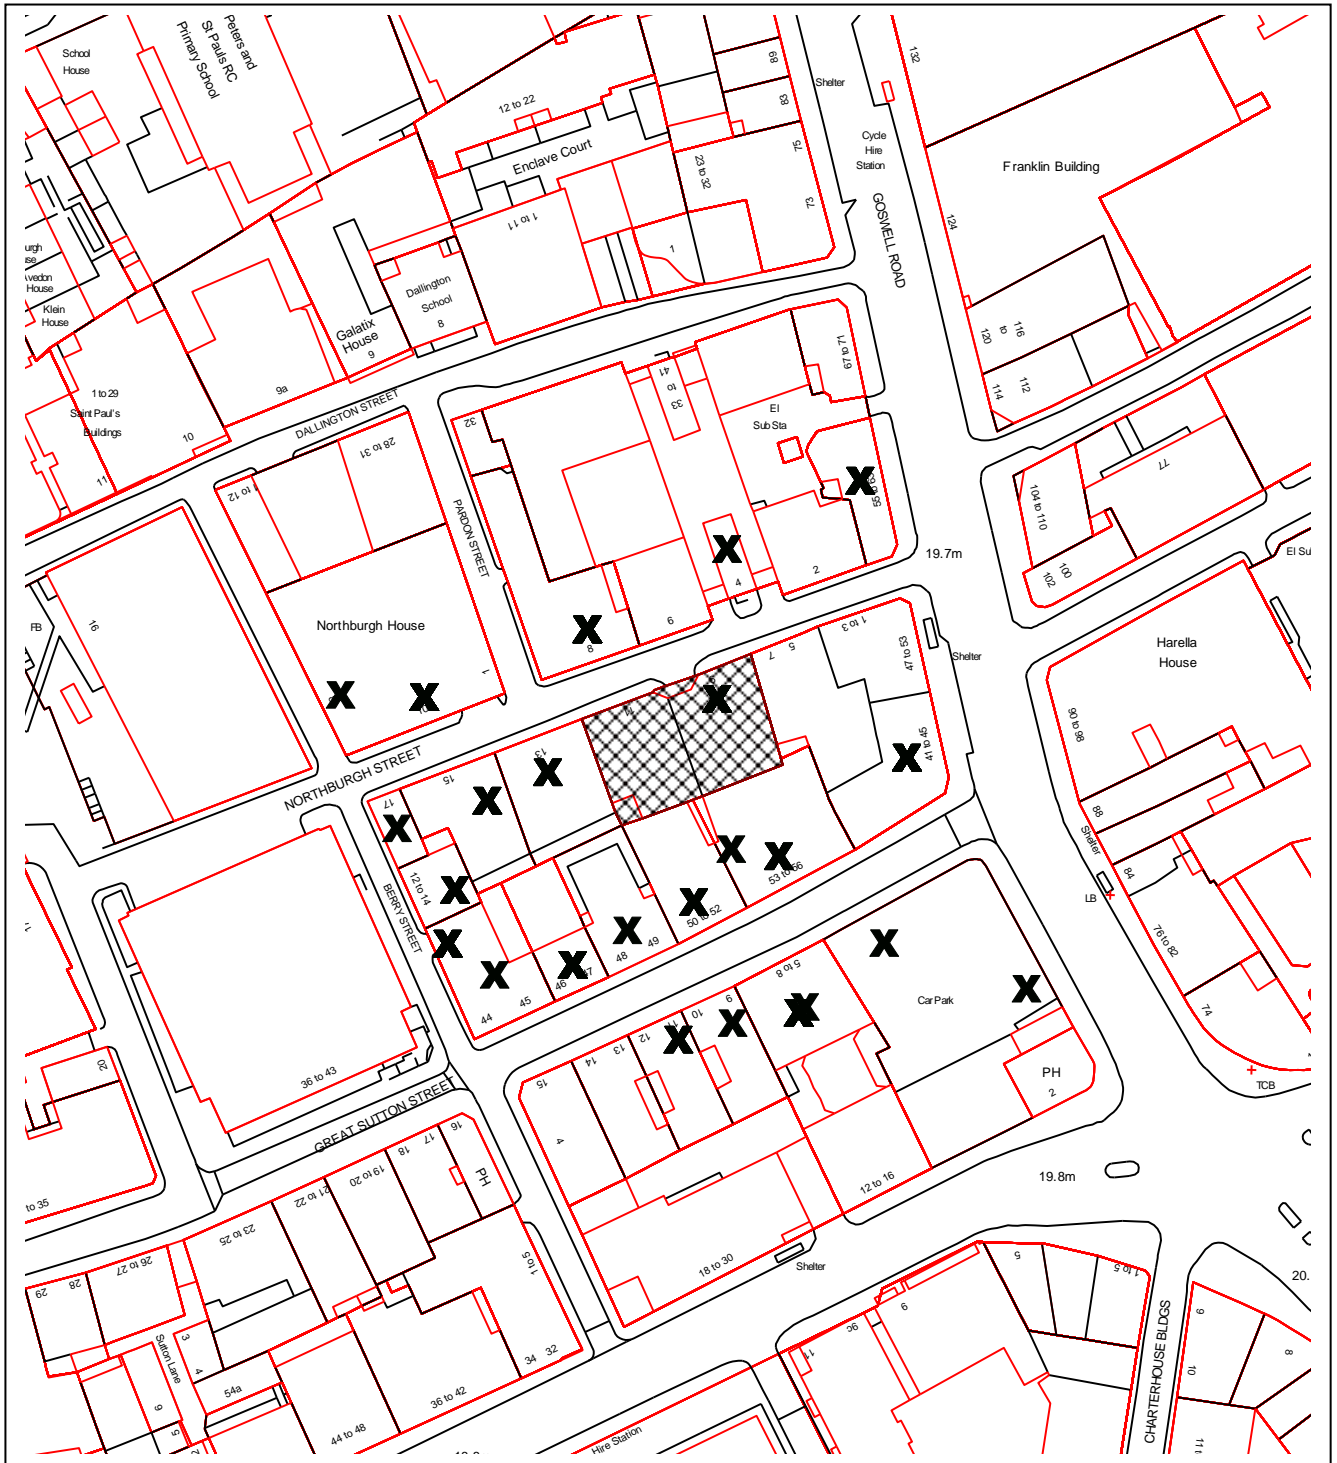 School
House
Peters and
St Pauls RC
Primary School
12 to 22
Enclave Court
1 to 11
23 to 32
1
89
83
75
73
Shelter
Cycle
Hire
Station
GOSWELL ROAD
132
124
Franklin Building
116
to
120
112
114
House
Klein
House
1 to 29
Saint Paul's
Buildings
10
11
9a
Galatix
House
9
Dallington
School
8
DALLINGTON STREET
28 to 31
1 to 12
32
PARDON STREET
41
to
33
El
Sub Sta
67 to 71
77
104 to 110
102
100
19.7m
El Su
FB
16
Northburgh House
1
8
6
4
2
7
5
1 to 3
47 to 53
41 to 45
Shelter
Harella
House
90 to 98
88
Shelter
84
LB
76 to 82
74
TCB
NORTHBURGH STREET
17
15
13
11
12 to 14
BERRY STREET
44
45
46
47
48
49
50 to 52
53 to 56
36 to 43
GREAT SUTTON STREET
20
to 35
15
14
13
12
10
9
5 to 8
4
Car Park
PH
2
12 to 16
18 to 30
Shelter
19.8m
16
17
18
19 to 20
21 to 22
23 to 25
26 to 27
28
29
PH
1 to 5
32
34
36 to 42
44 to 48
54a
Sutton Lane
3
4
5
Hire Station
5
1 to 5
CHARTERHOUSE BLDGS
9
10
8
20.